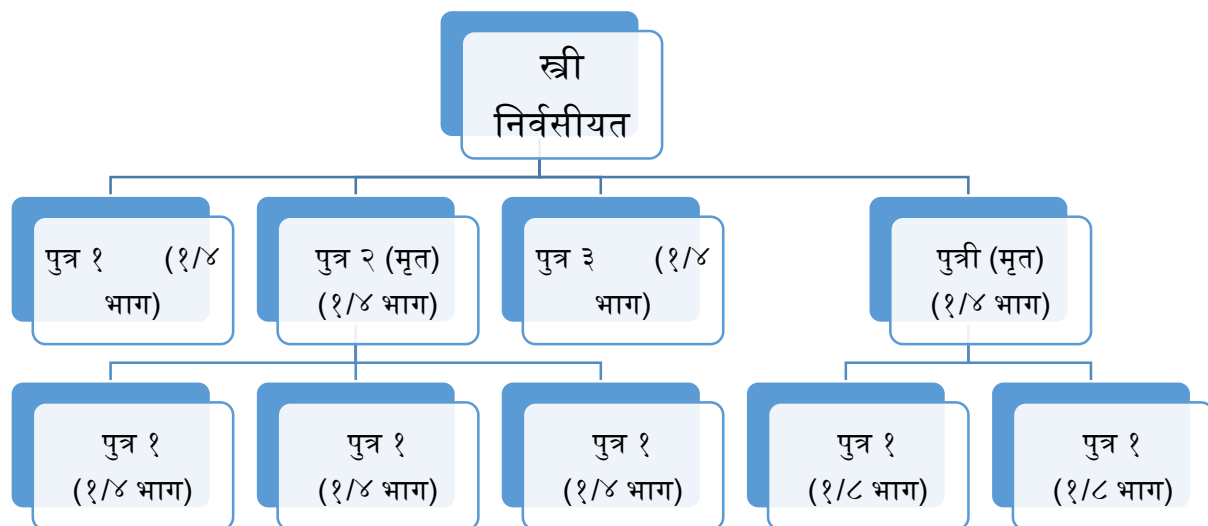 स्त्री
निर्वसीयत
पुत्र १ (१/४
भाग)
पुत्र २ (मृत)
(१/४ भाग)
पुत्र ३ (१/४
भाग)
पुत्री (मृत)
(१/४ भाग)
पुत्र १
(१/४ भाग)
पुत्र १
(१/४ भाग)
पुत्र १
(१/४ भाग)
पुत्र १
(१/८ भाग)
पुत्र १
(१/८ भाग)